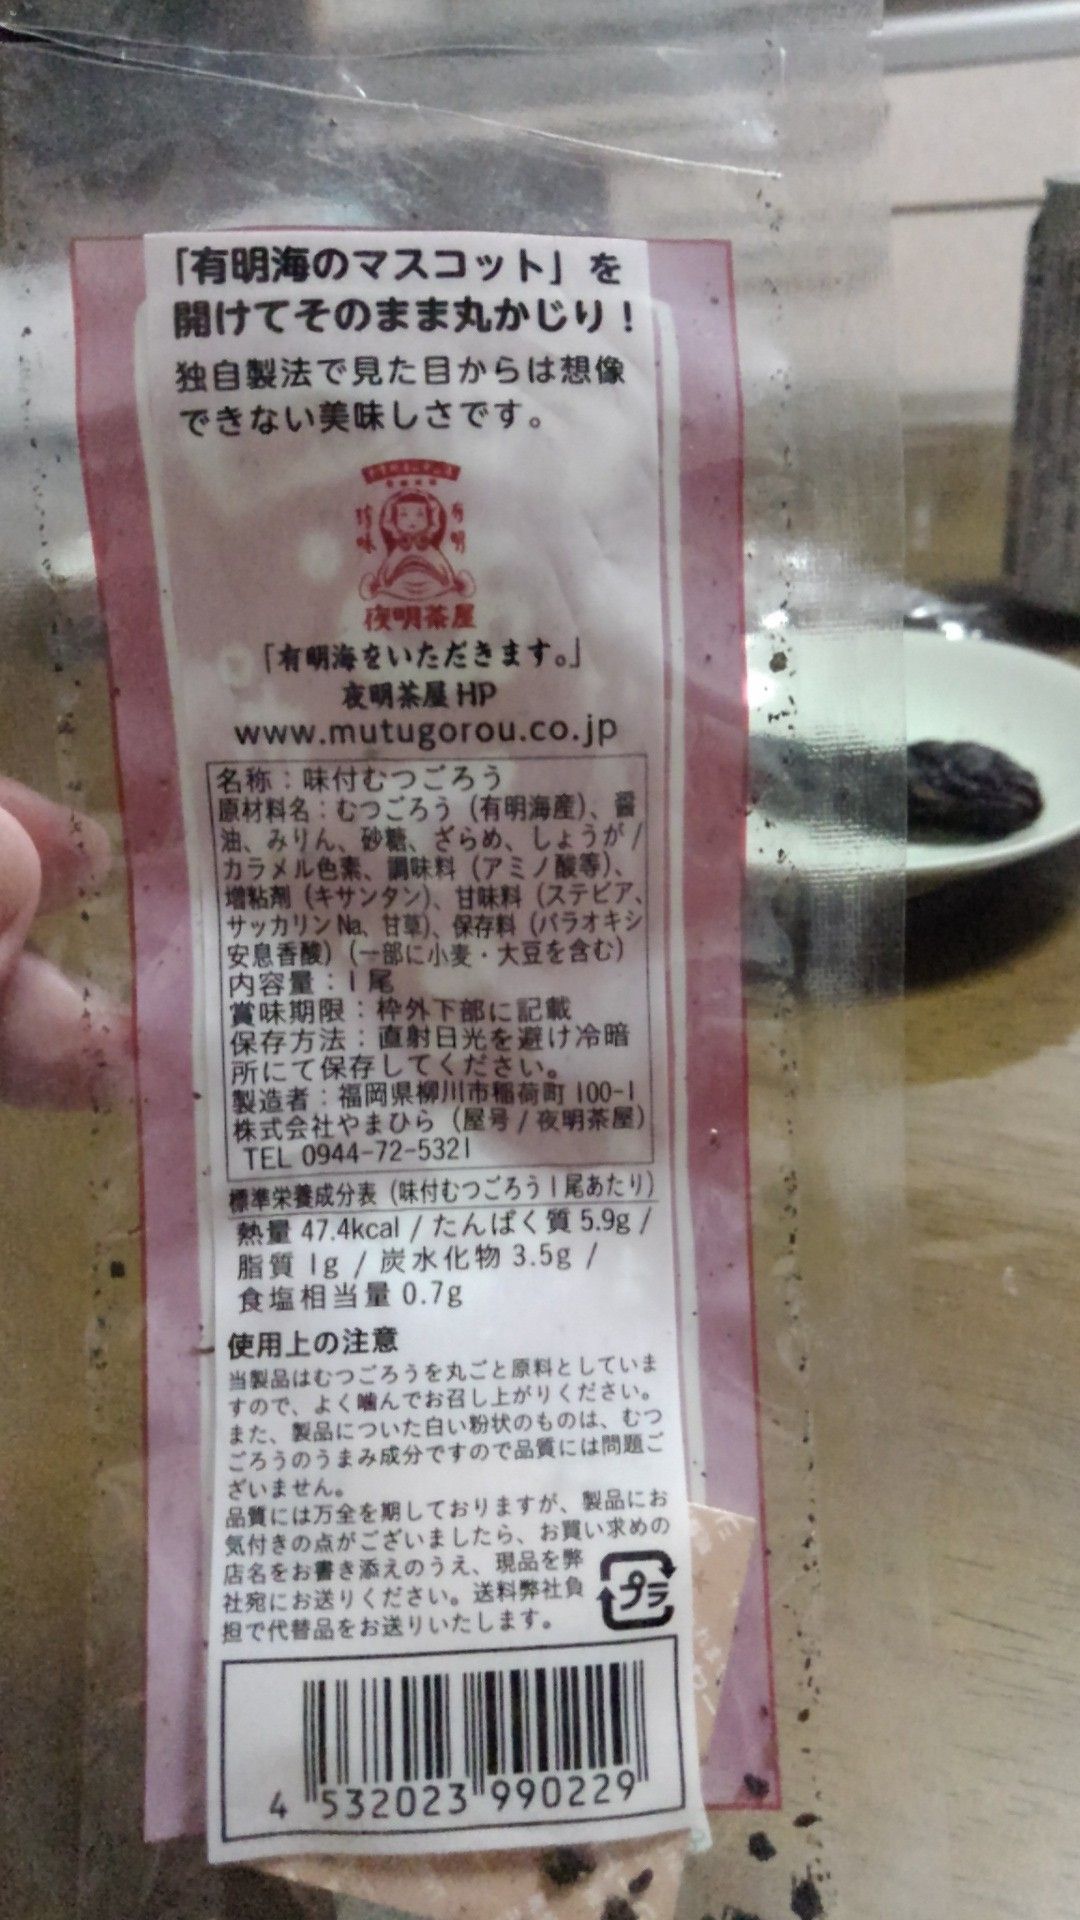 「有明海のマスコット」を
開けてそのまま丸かじり！
独自製法で見た目からは想像
できない美味しさです。
珍味
有明
夜明茶屋
「有明海をいただきます。」
夜明茶屋HP
www.mutugorou.co.jp
名称：味付むつごろう
原材料名：むつごろう（有明海産）、醤
油、みりん、砂糖、ざらめ、しょうが/
カラメル色素、調味料（アミノ酸等）、
増粘剤（キサンタン）、甘味料（ステビア、
サッカリンNa、甘草）、保存料（パラオキシ
安息香酸）（一部に小麦・大豆を含む）
内容量：1尾
賞味期限：枠外下部に記載
保存方法：直射日光を避け冷暗
所にて保存してください。
製造者：福岡県柳川市稲荷町100-1
株式会社やまひら（屋号/夜明茶屋）
TEL 0944-72-5321
標準栄養成分表（味付むつごろう1尾あたり）
熱量 47.4kcal / たんぱく質 5.9g /
脂質 1g / 炭水化物 3.5g /
食塩相当量 0.7g
使用上の注意
当製品はむつごろうを丸ごと原料としていま
すので、よく噛んでお召し上がりください。
また、製品についた白い粉状のものは、むつ
ごろうのうまみ成分ですので品質には問題ご
ざいません。
品質には万全を期しておりますが、製品にお
気付きの点がございましたら、お買い求めの
店名をお書き添えのうえ、現品を弊
社宛にお送りください。送料弊社負
担で代替品をお送りいたします。
プラ
4 532023 990229